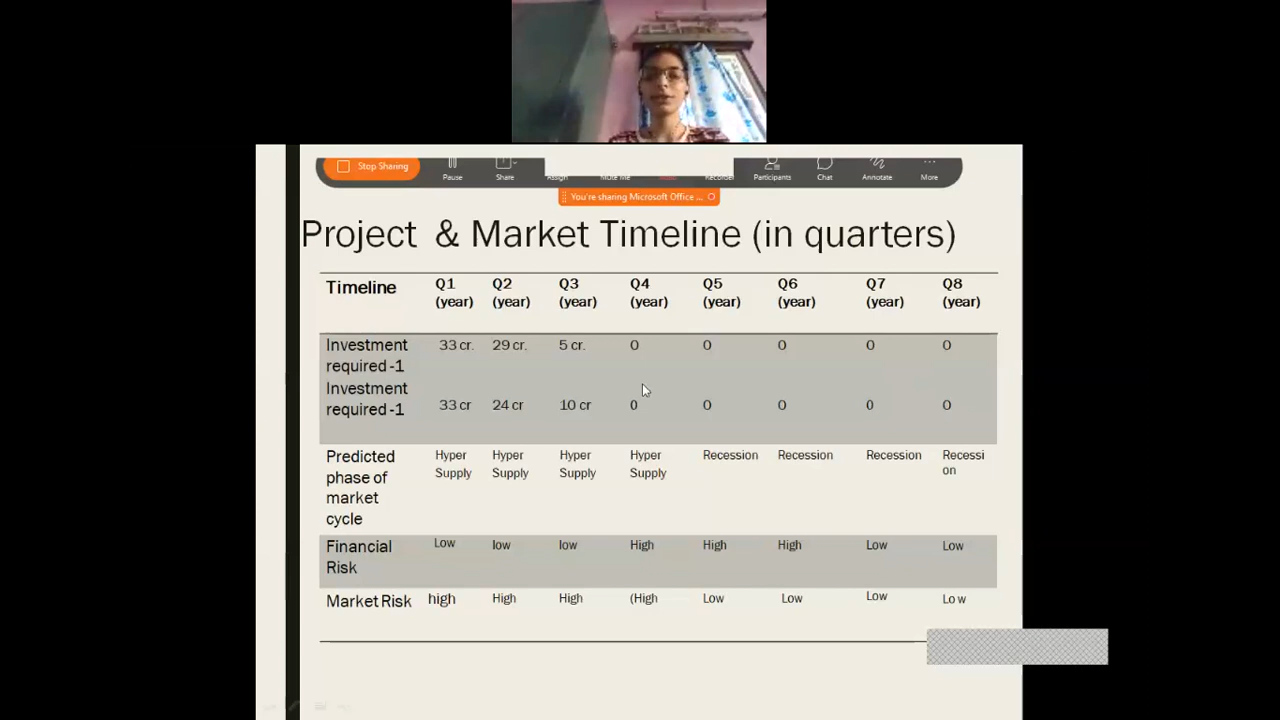 Stop Sharing
Pause Share Assign Mute Me Recorder Participants Chat Annotate More
You're sharing Microsoft Office ...
Project & Market Timeline (in quarters)
Timeline Q1 Q2 Q3 Q4 Q5 Q6 Q7 Q8
(year) (year) (year) (year) (year) (year) (year) (year)
Investment 33 cr. 29 cr. 5 cr. 0 0 0 0 0
required -1
Investment
required -1 33 cr 24 cr 10 cr 0 0 0 0 0
Predicted Hyper Hyper Hyper Hyper Recession Recession Recession Recessi
phase of Supply Supply Supply Supply on
market
cycle
Financial Low low low High High High Low Low
Risk
Market Risk high High High (High Low Low Low Lo w